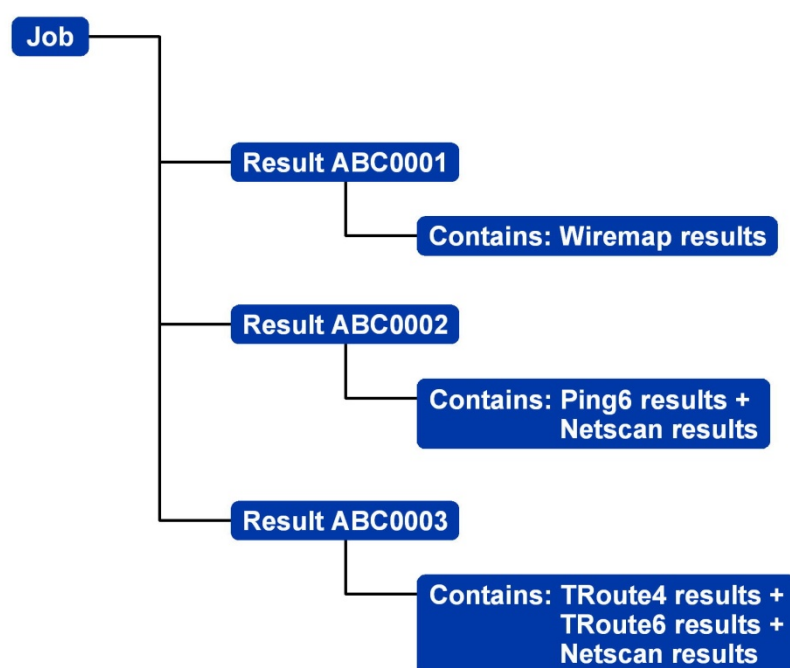 Job
Result ABC0001
Contains: Wiremap results
Result ABC0002
Contains: Ping6 results +
Netscan results
Result ABC0003
Contains: TRoute4 results +
TRoute6 results +
Netscan results